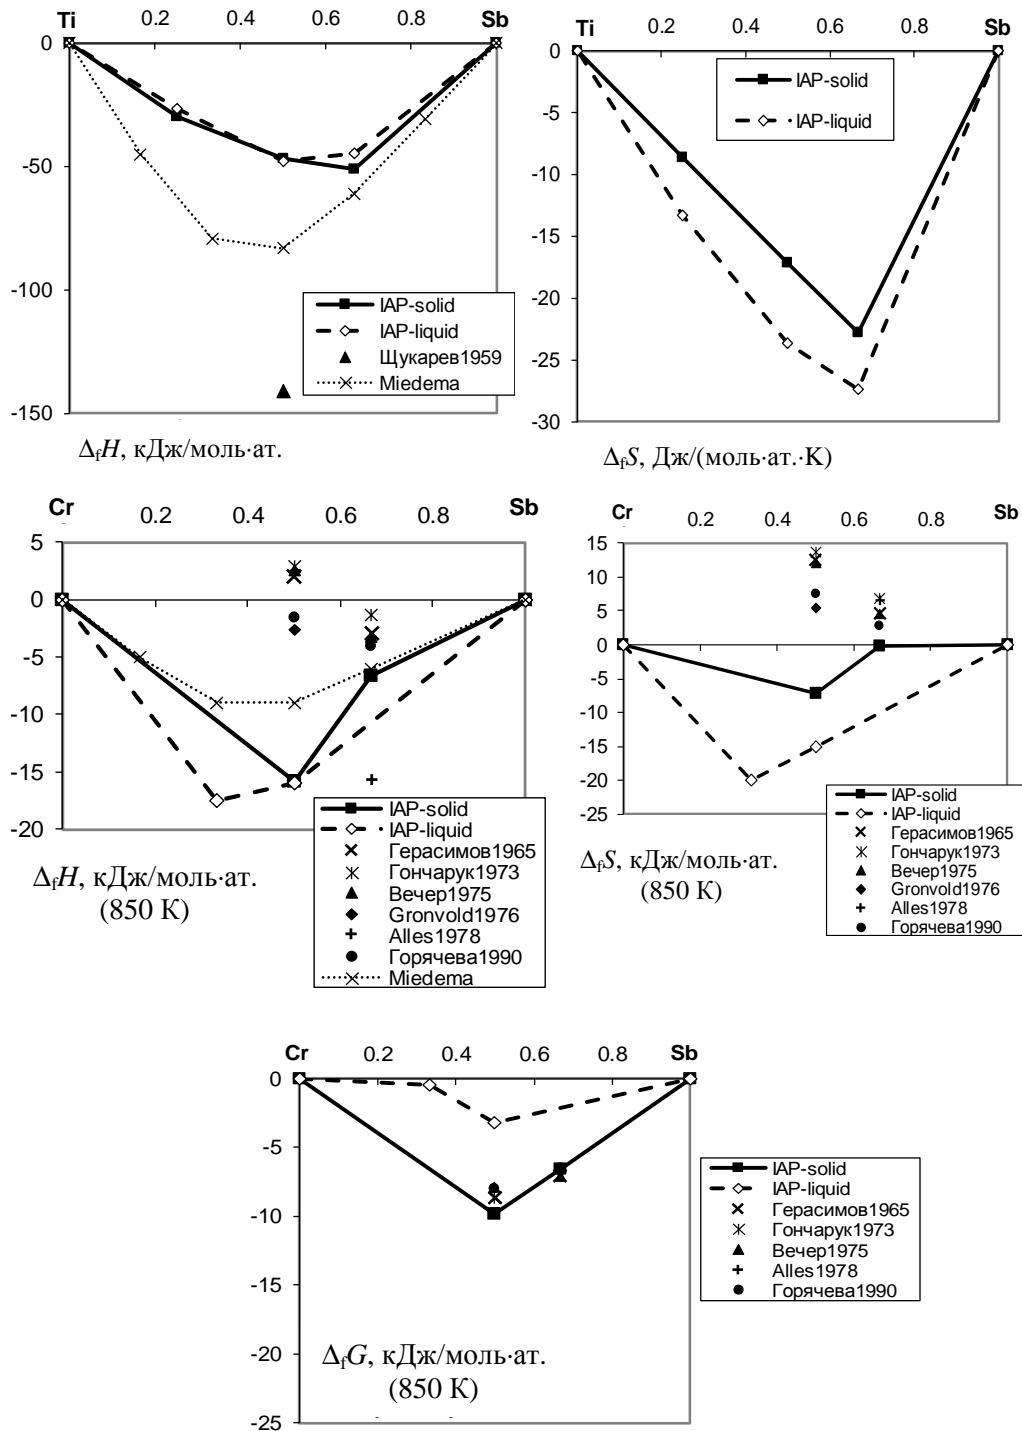 Ti 0.2 0.4 0.6 0.8 Sb
0
-50
-100
-150
IAP-solid
IAP-liquid
Щукарев1959
Miedema
ΔfH, кДж/моль·ат.
Ti 0.2 0.4 0.6 0.8 Sb
0
-5
-10
-15
-20
-25
-30
IAP-solid
IAP-liquid
ΔfS, Дж/(моль·ат.·К)
Cr 0.2 0.4 0.6 0.8 Sb
5
0
-5
-10
-15
-20
IAP-solid
IAP-liquid
Герасимов1965
Гончарук1973
Вечер1975
Gronvold1976
Alles1978
Горячева1990
Miedema
ΔfH, кДж/моль·ат.
(850 К)
Cr 0.2 0.4 0.6 0.8 Sb
15
10
5
0
-5
-10
-15
-20
-25
IAP-solid
IAP-liquid
Герасимов1965
Гончарук1973
Вечер1975
Gronvold1976
Alles1978
Горячева1990
ΔfS, кДж/моль·ат.
(850 К)
Cr 0.2 0.4 0.6 0.8 Sb
0
-5
-10
-15
-20
-25
IAP-solid
IAP-liquid
Герасимов1965
Гончарук1973
Вечер1975
Alles1978
Горячева1990
ΔfG, кДж/моль·ат.
(850 К)